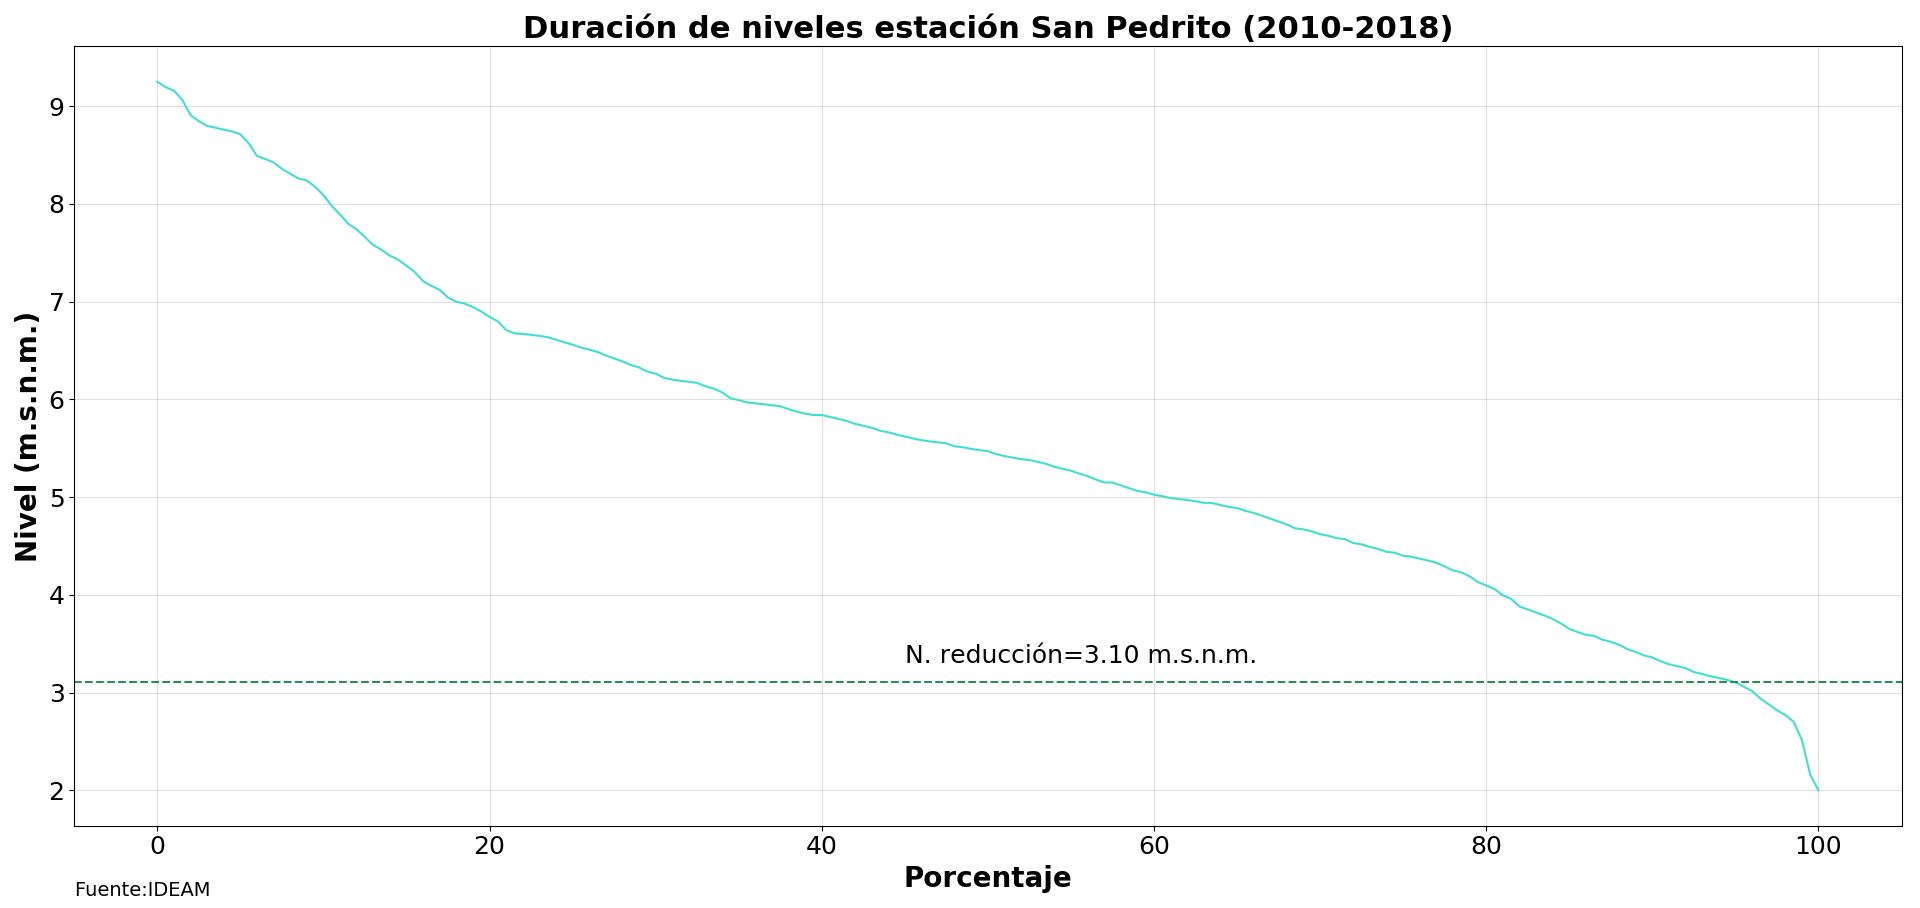 Duración de niveles estación San Pedrito (2010-2018)
Nivel (m.s.n.m.)
9
8
7
6
5
4
3
2
N. reducción=3.10 m.s.n.m.
0 20 40 60 80 100
Porcentaje
Fuente:IDEAM